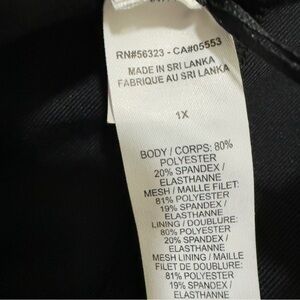 RN#56323 - CA#05553
MADE IN SRI LANKA
FABRIQUE AU SRI LANKA
1X
BODY / CORPS: 80%
POLYESTER
20% SPANDEX /
ELASTHANNE
MESH / MAILLE FILET:
81% POLYESTER
19% SPANDEX /
ELASTHANNE
LINING / DOUBLURE:
80% POLYESTER
20% SPANDEX /
ELASTHANNE
MESH LINING / MAILLE
FILET DE DOUBLURE:
81% POLYESTER
19% SPANDEX /
ELASTHANNE